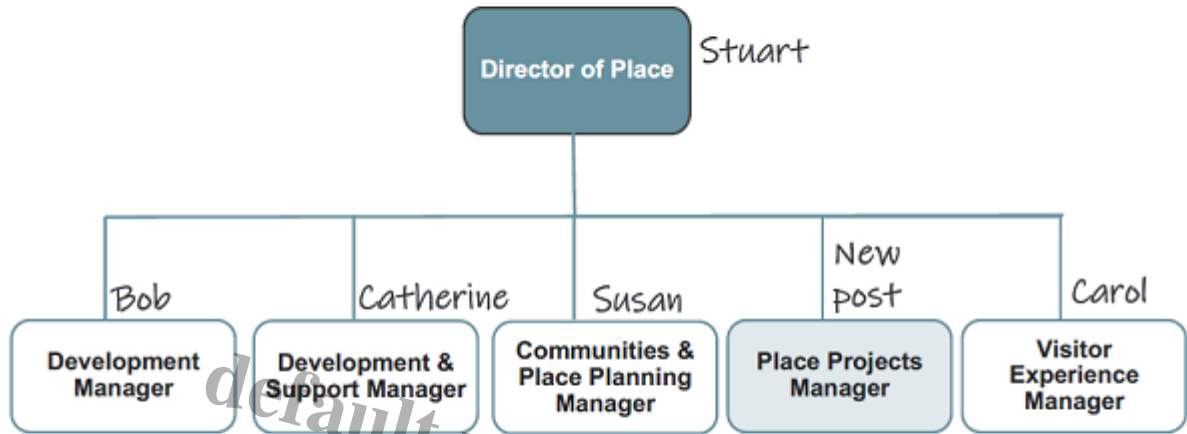 Director of Place
Stuart
Bob
Catherine
Susan
New
post
Carol
Development
Manager
Development &
Support Manager
Communities &
Place Planning
Manager
Place Projects
Manager
Visitor
Experience
Manager
default